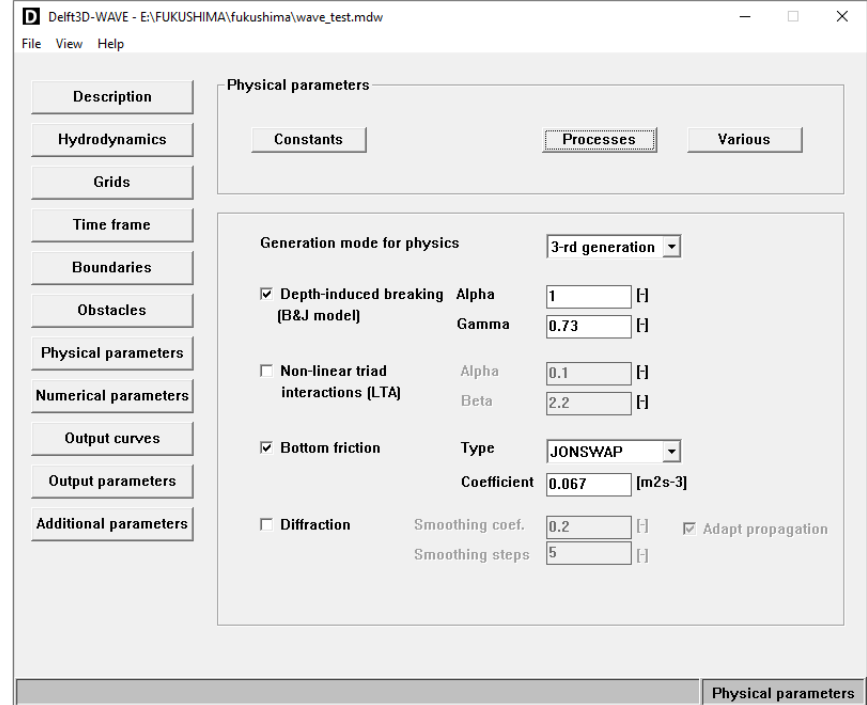 D Delft3D-WAVE - E:\FUKUSHIMA\fukushima\wave_test.mdw
File View Help
Description
Hydrodynamics
Grids
Time frame
Boundaries
Obstacles
Physical parameters
Numerical parameters
Output curves
Output parameters
Additional parameters
Physical parameters
Constants Processes Various
Generation mode for physics 3-rd generation
Depth-induced breaking Alpha 1 [-]
(B&J model) Gamma 0.73 [-]
Non-linear triad Alpha 0.1 [-]
interactions (LTA) Beta 2.2 [-]
Bottom friction Type JONSWAP
Coefficient 0.067 [m2s-3]
Diffraction Smoothing coef. 0.2 [-] Adapt propagation
Smoothing steps 5 [-]
Physical parameters